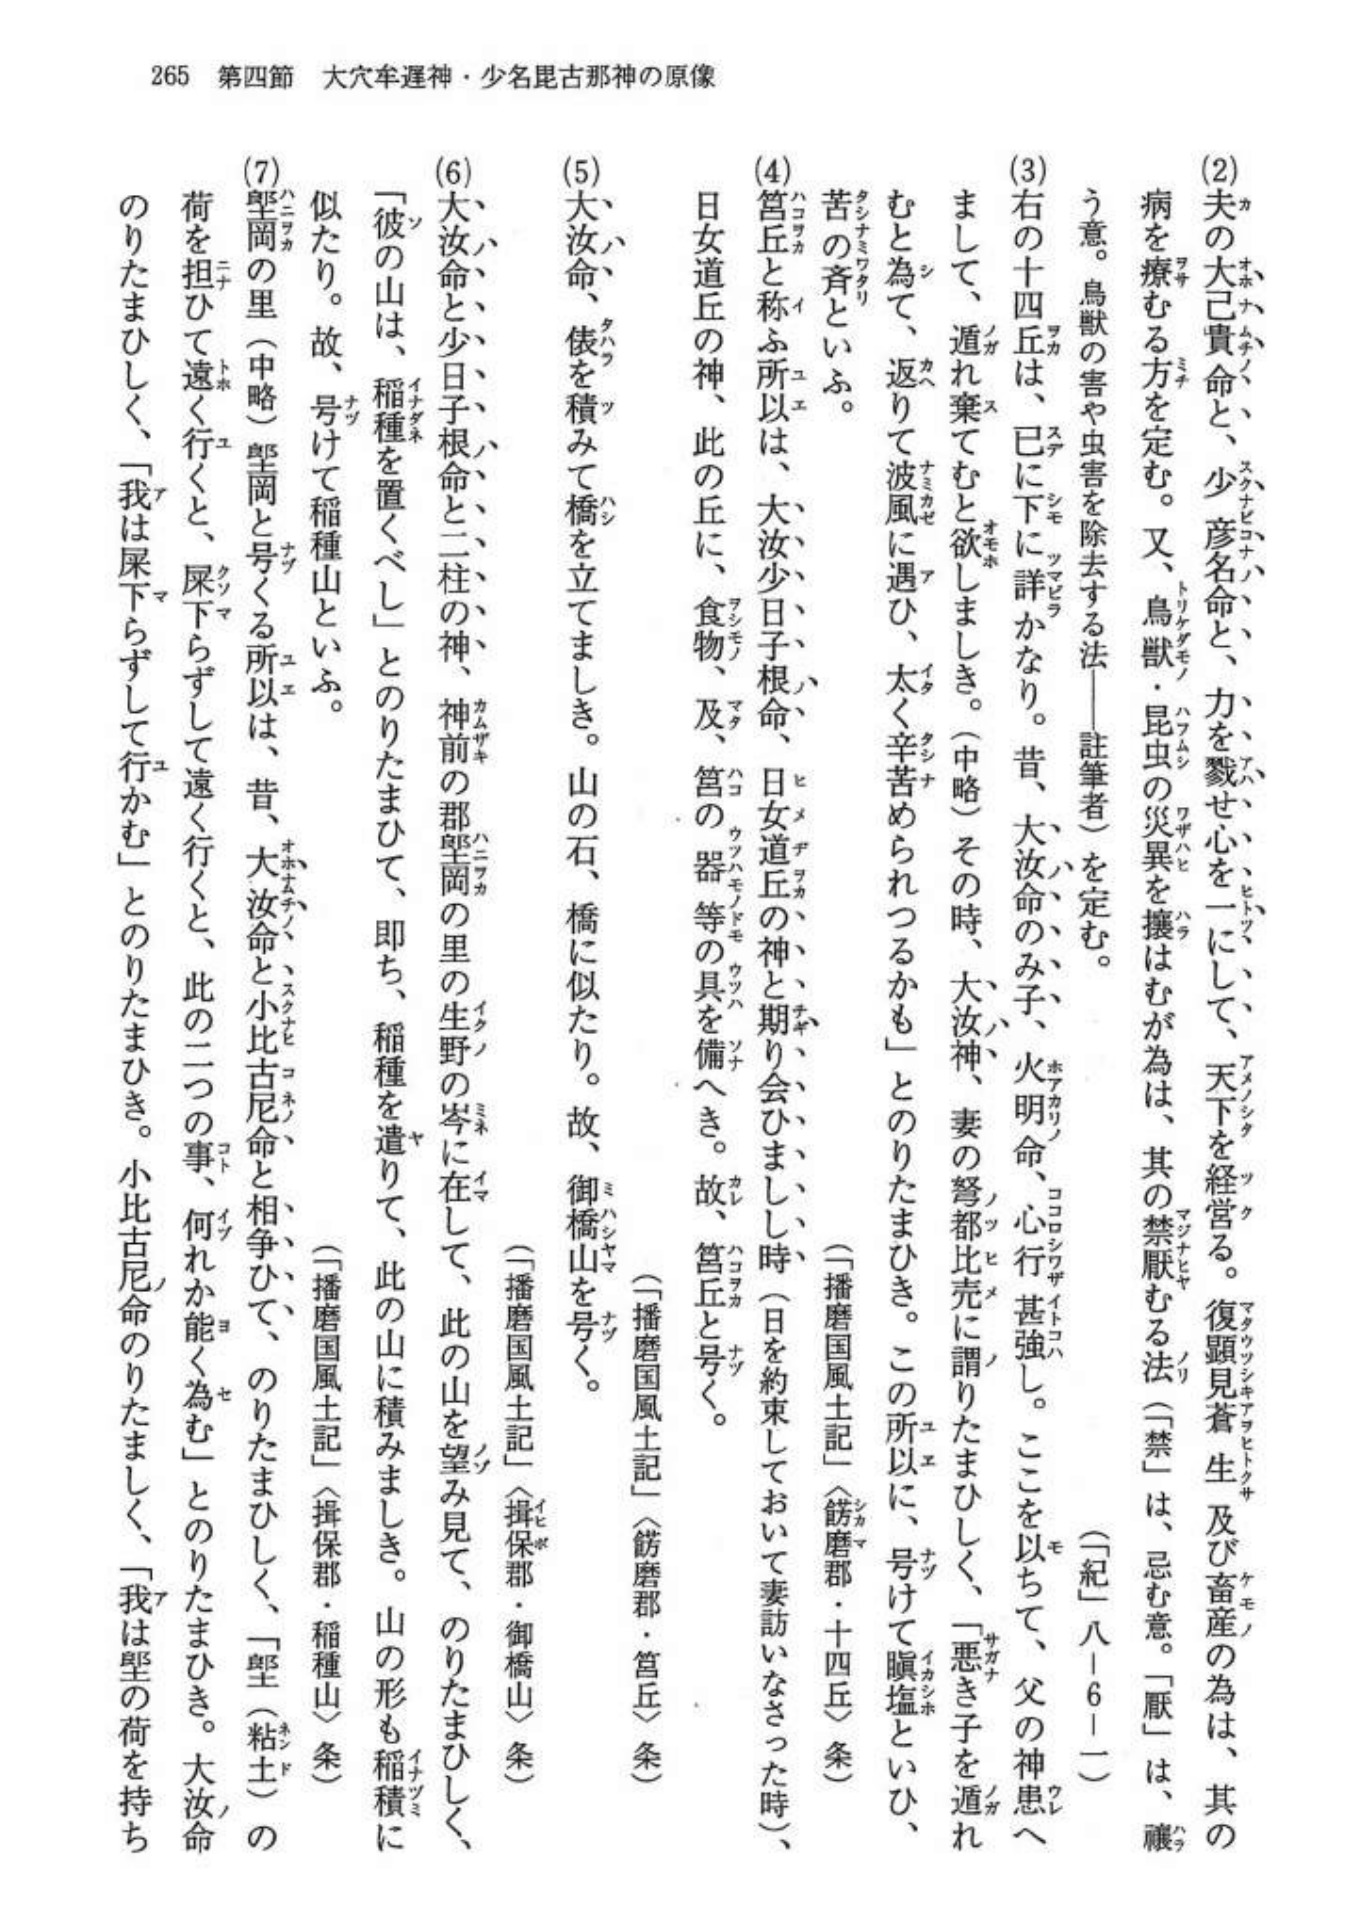 265　第四節　大穴牟遅神・少名毘古那神の原像
(2)夫の大己貴命と、少彦名命と、力を戮せ心を一にして、天下を経営る。復顕見蒼生及び畜産の為は、其の
病を療むる方を定む。又、鳥獣・昆虫の災異を攘はむが為は、其の禁厭むる法（「禁」は、忌む意。「厭」は、禳
う意。鳥獣の害や虫害を除去する法――註筆者）を定む。
（「紀」八－6－一）
(3)右の十四丘は、已に下に詳かなり。昔、大汝命のみ子、火明命、心行甚強し。ここを以ちて、父の神患へ
まして、遁れ棄てむと欲しましき。（中略）その時、大汝神、妻の弩都比売に謂りたまひしく、「悪き子を遁れ
むと為て、返りて波風に遇ひ、太く辛苦められつるかも」とのりたまひき。この所以に、号けて瞋塩といひ、
苦の斉といふ。
（「播磨国風土記」〈餝磨郡・十四丘〉条）
(4)筥丘と称ふ所以は、大汝少日子根命、日女道丘の神と期り会ひましし時（日を約束しておいて妻訪いなさった時）、
日女道丘の神、此の丘に、食物、及、筥の器等の具を備へき。故、筥丘と号く。
（「播磨国風土記」〈餝磨郡・筥丘〉条）
(5)大汝命、俵を積みて橋を立てましき。山の石、橋に似たり。故、御橋山を号く。
（「播磨国風土記」〈揖保郡・御橋山〉条）
(6)大汝命と少日子根命と二柱の神、神前の郡堲岡の里の生野の岑に在して、此の山を望み見て、のりたまひしく、
「彼の山は、稲種を置くべし」とのりたまひて、即ち、稲種を遣りて、此の山に積みましき。山の形も稲積に
似たり。故、号けて稲種山といふ。
（「播磨国風土記」〈揖保郡・稲種山〉条）
(7)堲岡の里（中略）堲岡と号くる所以は、昔、大汝命と小比古尼命と相争ひて、のりたまひしく、「堲（粘土）の
荷を担ひて遠く行くと、屎下らずして遠く行くと、此の二つの事、何れか能く為む」とのりたまひき。大汝命
のりたまひしく、「我は屎下らずして行かむ」とのりたまひき。小比古尼命のりたましく、「我は堲の荷を持ち